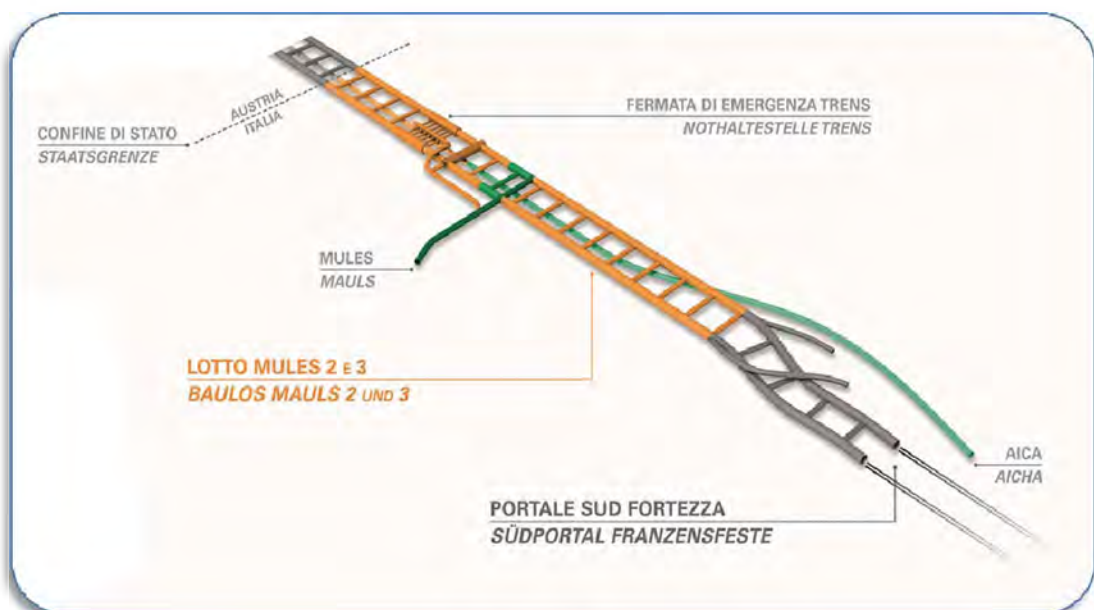 AUSTRIA
ITALIA
CONFINE DI STATO
STAATSGRENZE
FERMATA DI EMERGENZA TRENS
NOTHALTESTELLE TRENS
MULES
MAULS
LOTTO MULES 2 E 3
BAULOS MAULS 2 UND 3
AICA
AICHA
PORTALE SUD FORTEZZA
SÜDPORTAL FRANZENSFESTE